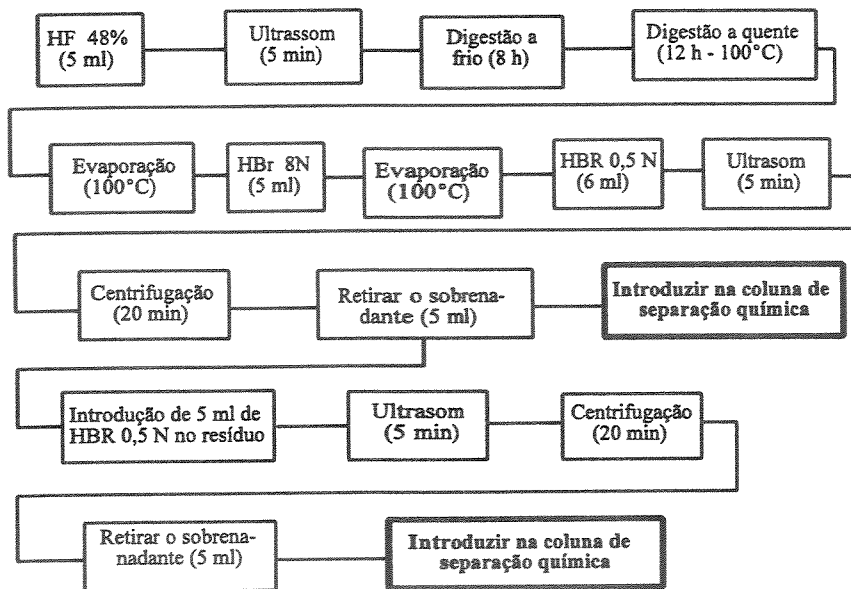 HF 48%
(5 ml)
Ultrassom
(5 min)
Digestão a
frio (8 h)
Digestão a quente
(12 h - 100°C)
Evaporação
(100°C)
HBr 8N
(5 ml)
Evaporação
(100°C)
HBR 0,5 N
(6 ml)
Ultrasom
(5 min)
Centrifugação
(20 min)
Retirar o sobrena-
dante (5 ml)
Introduzir na coluna de
separação química
Introdução de 5 ml de
HBR 0,5 N no resíduo
Ultrasom
(5 min)
Centrifugação
(20 min)
Retirar o sobrena-
nadante (5 ml)
Introduzir na coluna de
separação química